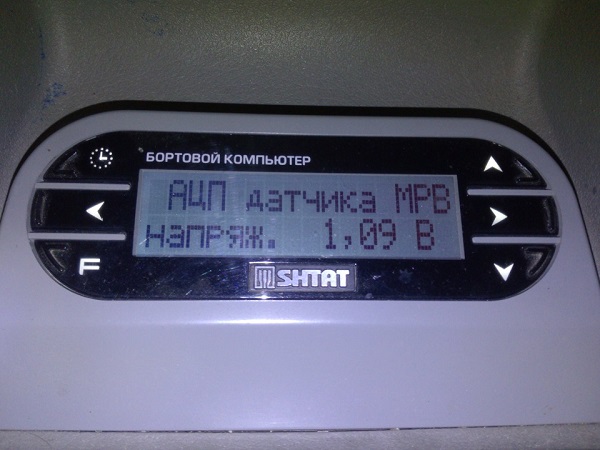 БОРТОВОЙ КОМПЬЮТЕР
АЦП датчика МРВ
напряж. 1,09 В
F
SHTAT